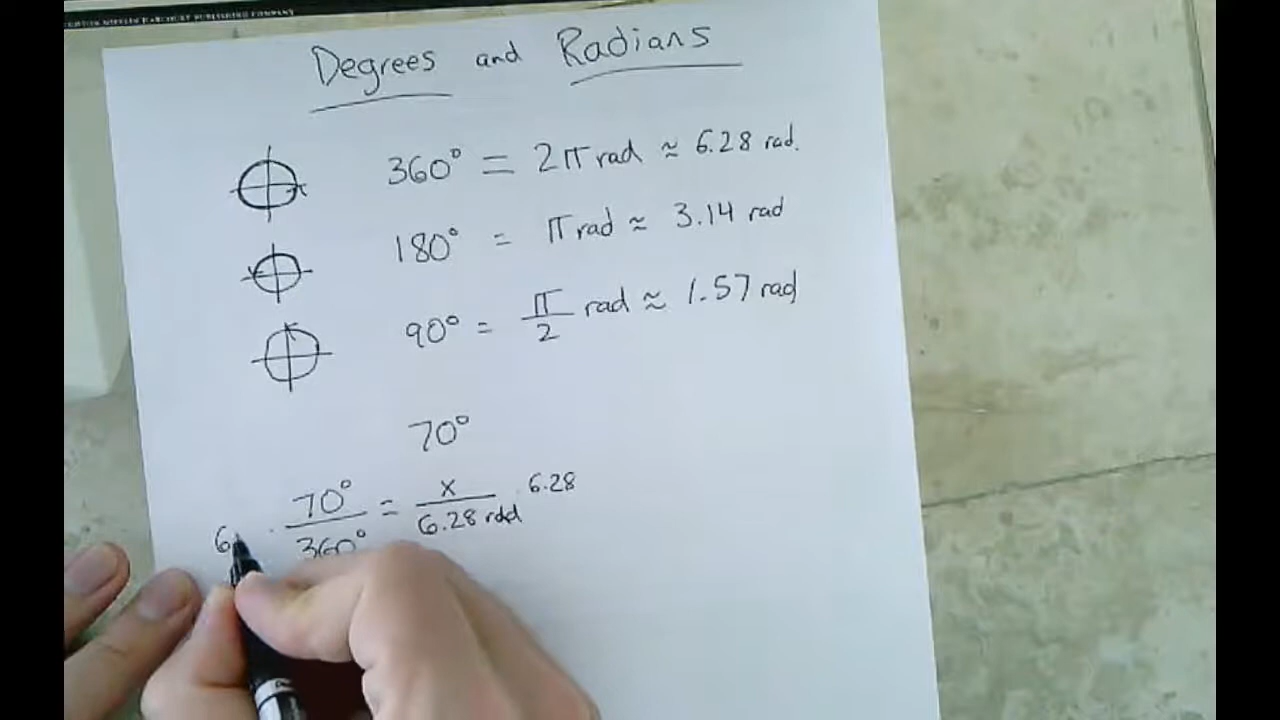 Degrees and Radians
360° = 2π rad ≈ 6.28 rad.
180° = π rad ≈ 3.14 rad
90° = π/2 rad ≈ 1.57 rad
70°
6. · 70°/360° = x/6.28 rad · 6.28